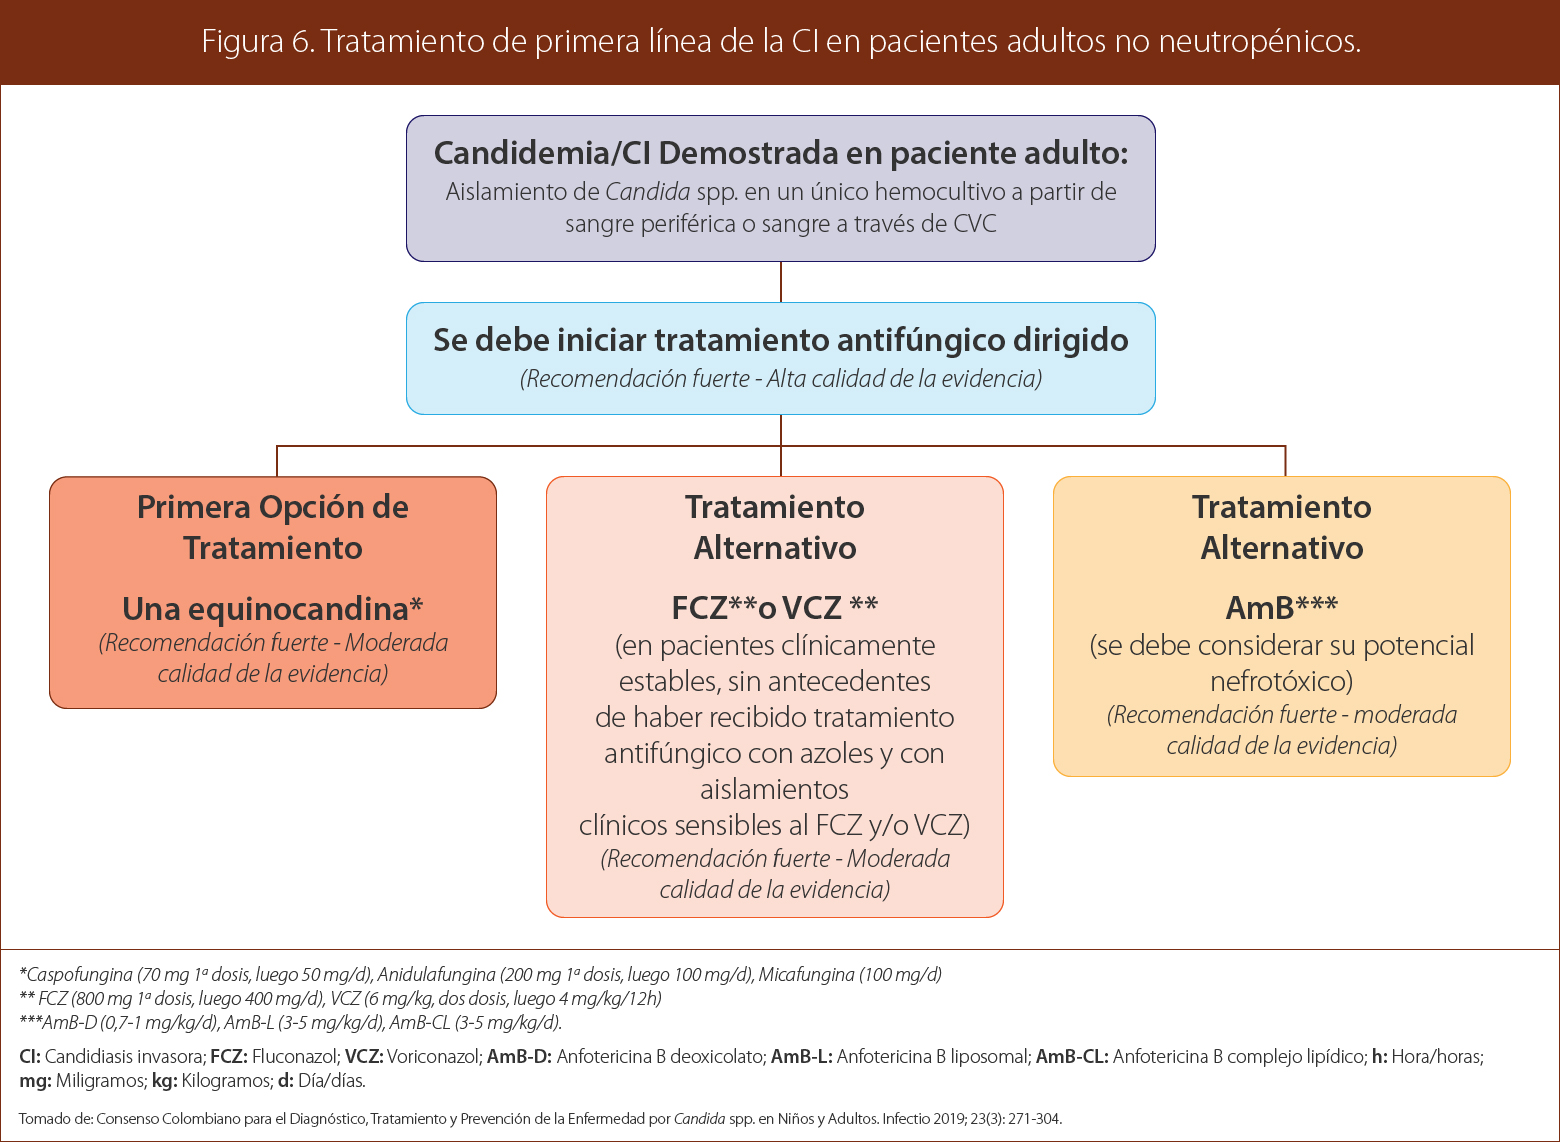 Figura 6. Tratamiento de primera línea de la CI en pacientes adultos no neutropénicos.
Candidemia/CI Demostrada en paciente adulto:
Aislamiento de Candida spp. en un único hemocultivo a partir de
sangre periférica o sangre a través de CVC
Se debe iniciar tratamiento antifúngico dirigido
(Recomendación fuerte - Alta calidad de la evidencia)
Primera Opción de
Tratamiento
Una equinocandina*
(Recomendación fuerte - Moderada
calidad de la evidencia)
Tratamiento
Alternativo
FCZ**o VCZ **
(en pacientes clínicamente
estables, sin antecedentes
de haber recibido tratamiento
antifúngico con azoles y con
aislamientos
clínicos sensibles al FCZ y/o VCZ)
(Recomendación fuerte - Moderada
calidad de la evidencia)
Tratamiento
Alternativo
AmB***
(se debe considerar su potencial
nefrotóxico)
(Recomendación fuerte - moderada
calidad de la evidencia)
*Caspofungina (70 mg 1ª dosis, luego 50 mg/d), Anidulafungina (200 mg 1ª dosis, luego 100 mg/d), Micafungina (100 mg/d)
** FCZ (800 mg 1ª dosis, luego 400 mg/d), VCZ (6 mg/kg, dos dosis, luego 4 mg/kg/12h)
***AmB-D (0,7-1 mg/kg/d), AmB-L (3-5 mg/kg/d), AmB-CL (3-5 mg/kg/d).
CI: Candidiasis invasora; FCZ: Fluconazol; VCZ: Voriconazol; AmB-D: Anfotericina B deoxicolato; AmB-L: Anfotericina B liposomal; AmB-CL: Anfotericina B complejo lipídico; h: Hora/horas;
mg: Miligramos; kg: Kilogramos; d: Día/días.
Tomado de: Consenso Colombiano para el Diagnóstico, Tratamiento y Prevención de la Enfermedad por Candida spp. en Niños y Adultos. Infectio 2019; 23(3): 271-304.